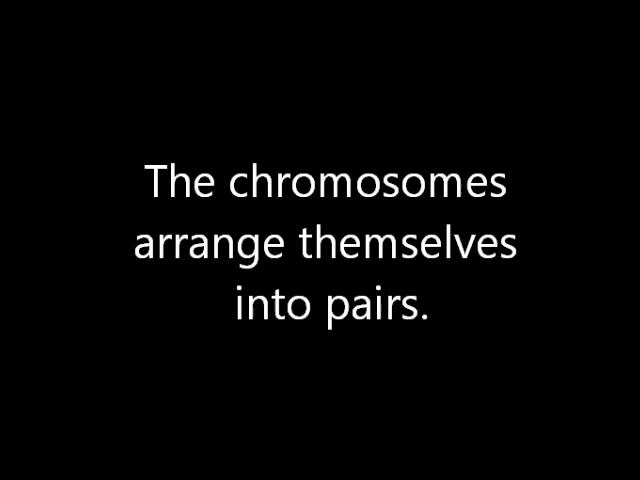 The chromosomes
arrange themselves
into pairs.